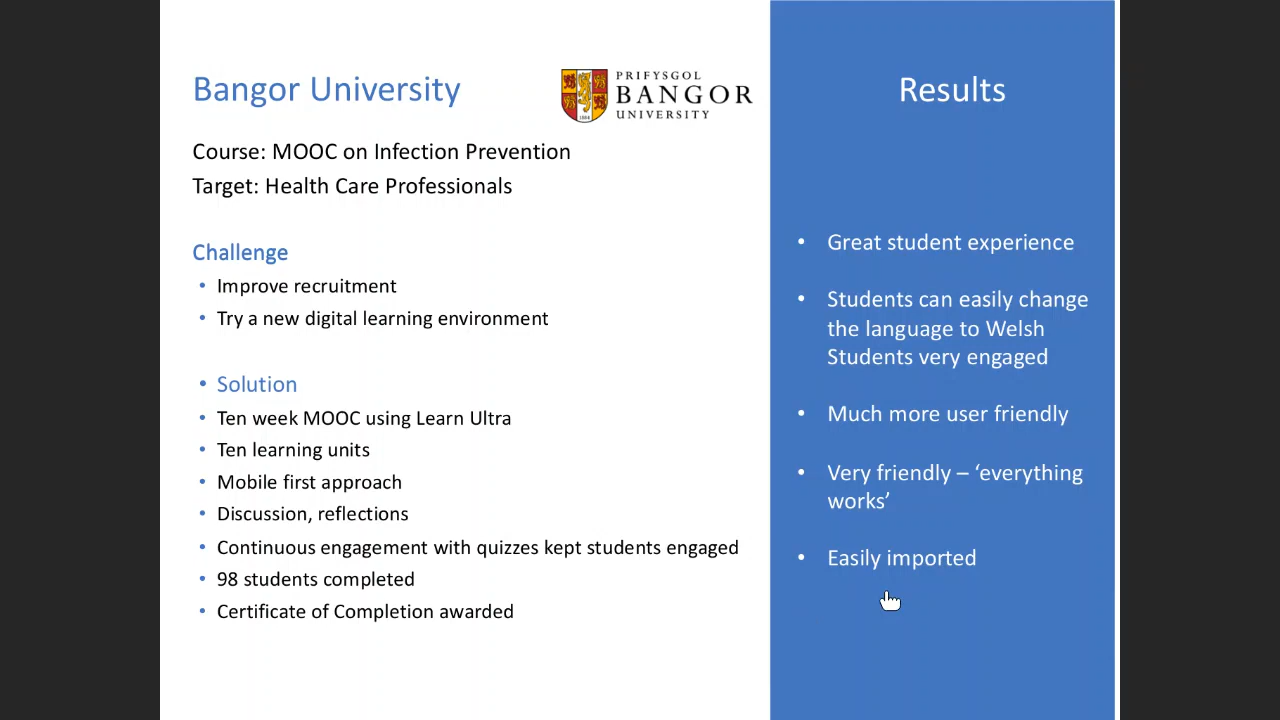 Bangor University
PRIFYSGOL
BANGOR
UNIVERSITY
1884
Course: MOOC on Infection Prevention
Target: Health Care Professionals
Challenge
• Improve recruitment
• Try a new digital learning environment
• Solution
• Ten week MOOC using Learn Ultra
• Ten learning units
• Mobile first approach
• Discussion, reflections
• Continuous engagement with quizzes kept students engaged
• 98 students completed
• Certificate of Completion awarded
Results
• Great student experience
• Students can easily change
the language to Welsh
Students very engaged
• Much more user friendly
• Very friendly – ‘everything
works’
• Easily imported